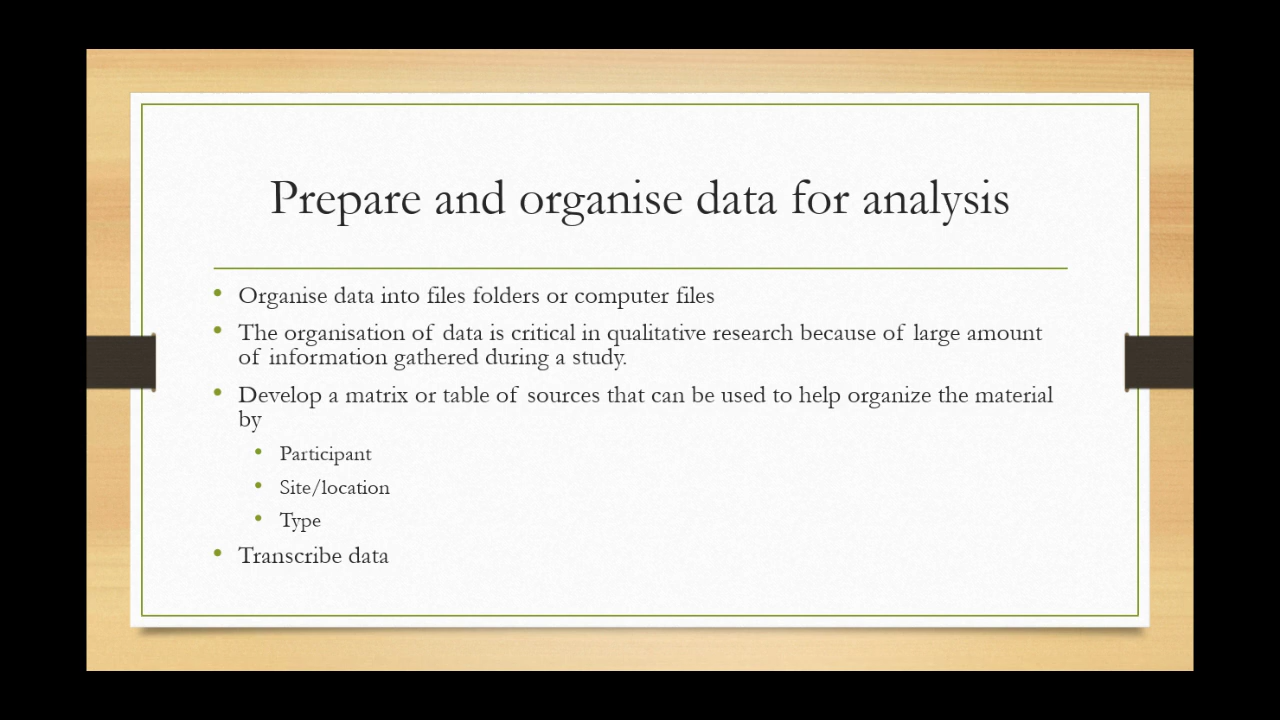 Prepare and organise data for analysis
• Organise data into files folders or computer files
• The organisation of data is critical in qualitative research because of large amount
of information gathered during a study.
• Develop a matrix or table of sources that can be used to help organize the material
by
• Participant
• Site/location
• Type
• Transcribe data